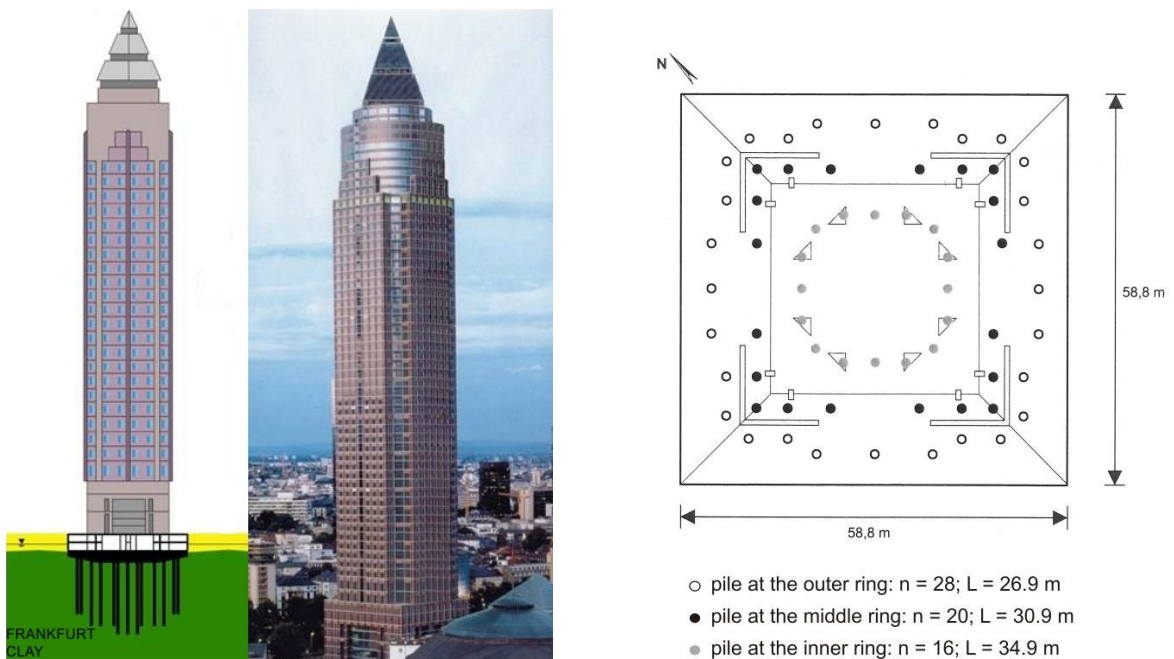 FRANKFURT
CLAY
N
58,8 m
58,8 m
pile at the outer ring: n = 28; L = 26.9 m
pile at the middle ring: n = 20; L = 30.9 m
pile at the inner ring: n = 16; L = 34.9 m